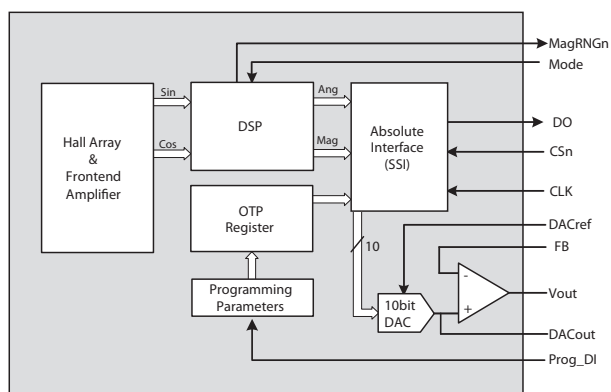 MagRNGn
Mode
Sin
Ang
Hall Array
&
Frontend
Amplifier
DSP
Cos
Mag
Absolute
Interface
(SSI)
DO
CSn
CLK
OTP
Register
10
DACref
FB
Programming
Parameters
10bit
DAC
-
+
Vout
DACout
Prog_DI